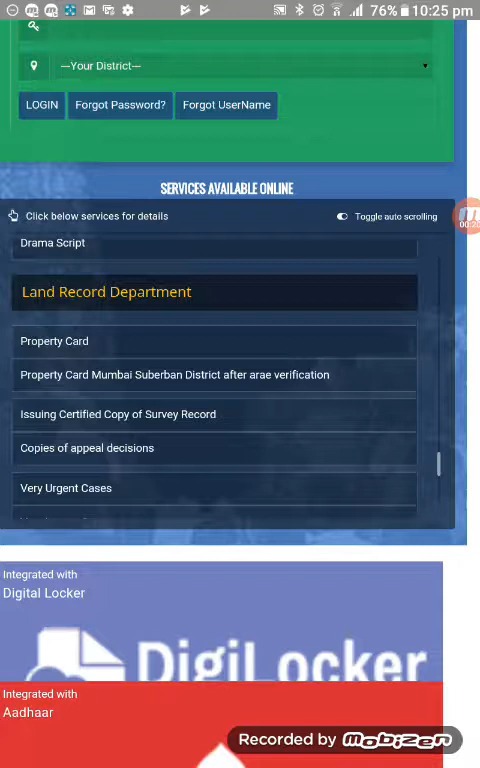 76% 10:25 pm
---Your District---
LOGIN Forgot Password? Forgot UserName
SERVICES AVAILABLE ONLINE
Click below services for details Toggle auto scrolling
Drama Script
Land Record Department
Property Card
Property Card Mumbai Suberban District after arae verification
Issuing Certified Copy of Survey Record
Copies of appeal decisions
Very Urgent Cases
Integrated with
Digital Locker
DigiLocker
Integrated with
Aadhaar
Recorded by Mobizen